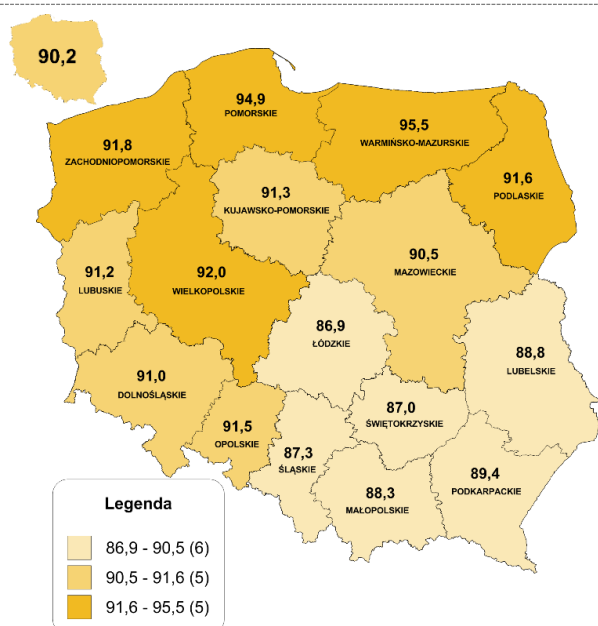 90,2
94,9
POMORSKIE
95,5
WARMIŃSKO-MAZURSKIE
91,8
ZACHODNIOPOMORSKIE
91,6
PODLASKIE
91,3
KUJAWSKO-POMORSKIE
90,5
MAZOWIECKIE
91,2
LUBUSKIE
92,0
WIELKOPOLSKIE
86,9
ŁÓDZKIE
88,8
LUBELSKIE
91,0
DOLNOŚLĄSKIE
87,0
ŚWIĘTOKRZYSKIE
91,5
OPOLSKIE
87,3
ŚLĄSKIE
89,4
PODKARPACKIE
88,3
MAŁOPOLSKIE
Legenda
86,9 - 90,5 (6)
90,5 - 91,6 (5)
91,6 - 95,5 (5)